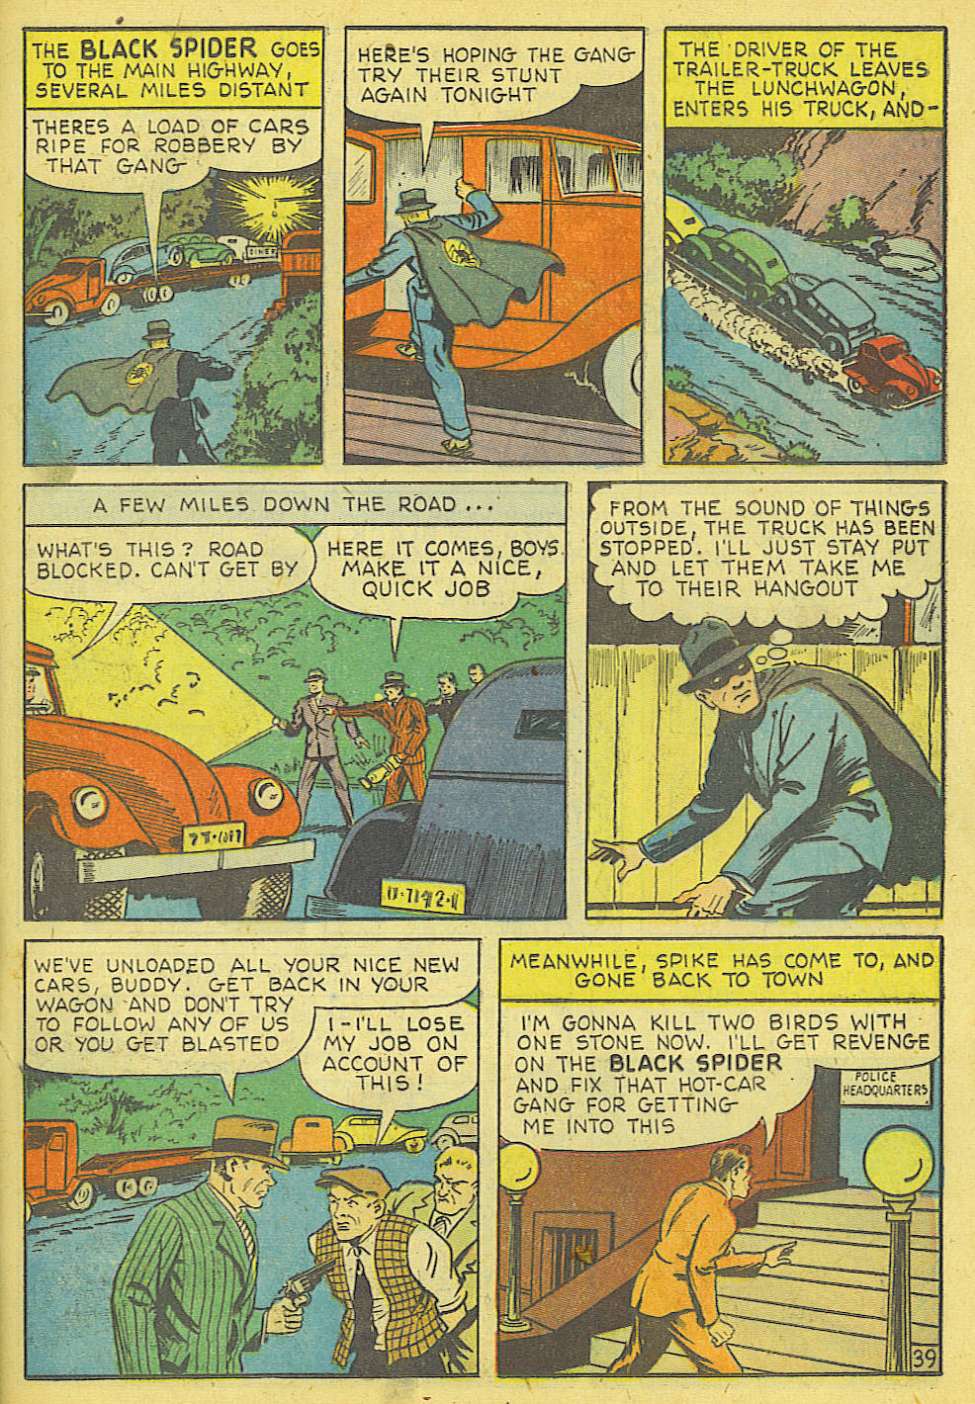 THE BLACK SPIDER GOES
TO THE MAIN HIGHWAY,
SEVERAL MILES DISTANT
THERES A LOAD OF CARS
RIPE FOR ROBBERY BY
THAT GANG
DINER
HERE'S HOPING THE GANG
TRY THEIR STUNT
AGAIN TONIGHT
THE DRIVER OF THE
TRAILER-TRUCK LEAVES
THE LUNCHWAGON,
ENTERS HIS TRUCK, AND-
A FEW MILES DOWN THE ROAD...
WHAT'S THIS? ROAD
BLOCKED. CAN'T GET BY
HERE IT COMES, BOYS.
MAKE IT A NICE,
QUICK JOB
FROM THE SOUND OF THINGS
OUTSIDE, THE TRUCK HAS BEEN
STOPPED. I'LL JUST STAY PUT
AND LET THEM TAKE ME
TO THEIR HANGOUT
WE'VE UNLOADED ALL YOUR NICE NEW
CARS, BUDDY. GET BACK IN YOUR
WAGON AND DON'T TRY
TO FOLLOW ANY OF US
OR YOU GET BLASTED
I-I'LL LOSE
MY JOB ON
ACCOUNT OF
THIS!
MEANWHILE, SPIKE HAS COME TO, AND
GONE BACK TO TOWN
I'M GONNA KILL TWO BIRDS WITH
ONE STONE NOW. I'LL GET REVENGE
ON THE BLACK SPIDER
AND FIX THAT HOT-CAR
GANG FOR GETTING
ME INTO THIS
POLICE
HEADQUARTERS
39